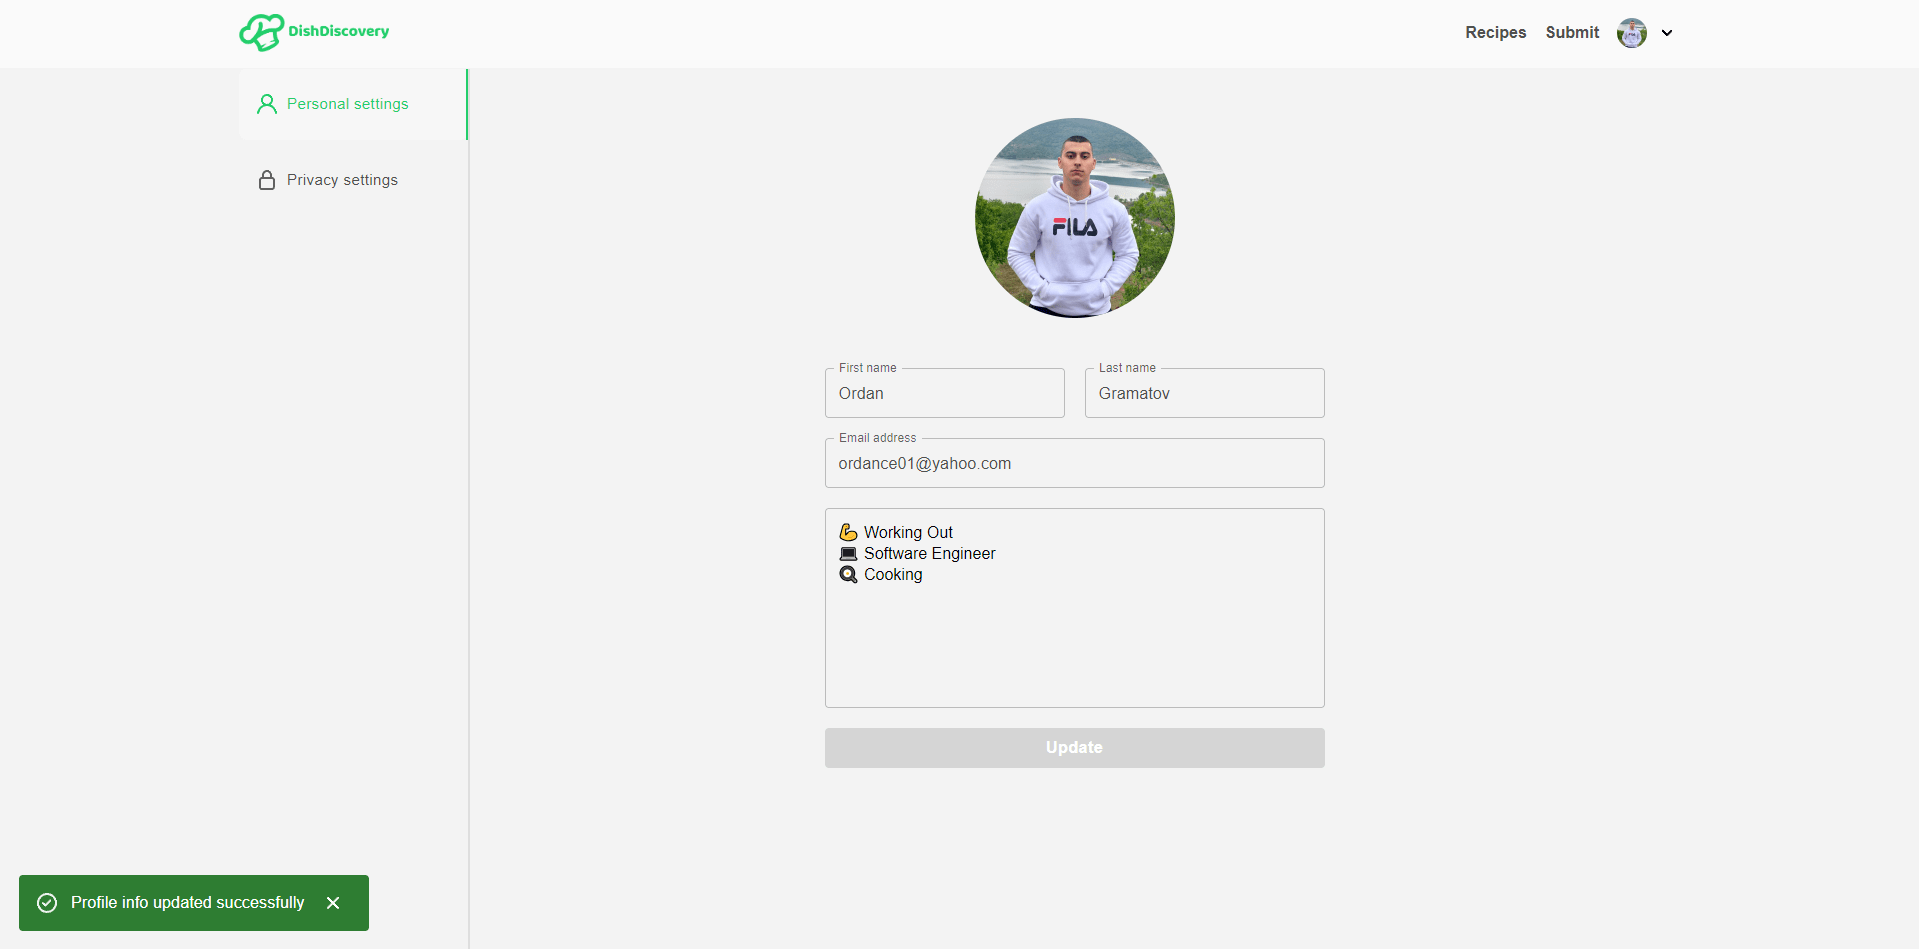 DishDiscovery
Recipes
Submit
Personal settings
Privacy settings
FILA
First name
Ordan
Last name
Gramatov
Email address
ordance01@yahoo.com
💪 Working Out
💻 Software Engineer
🍳 Cooking
Update
Profile info updated successfully